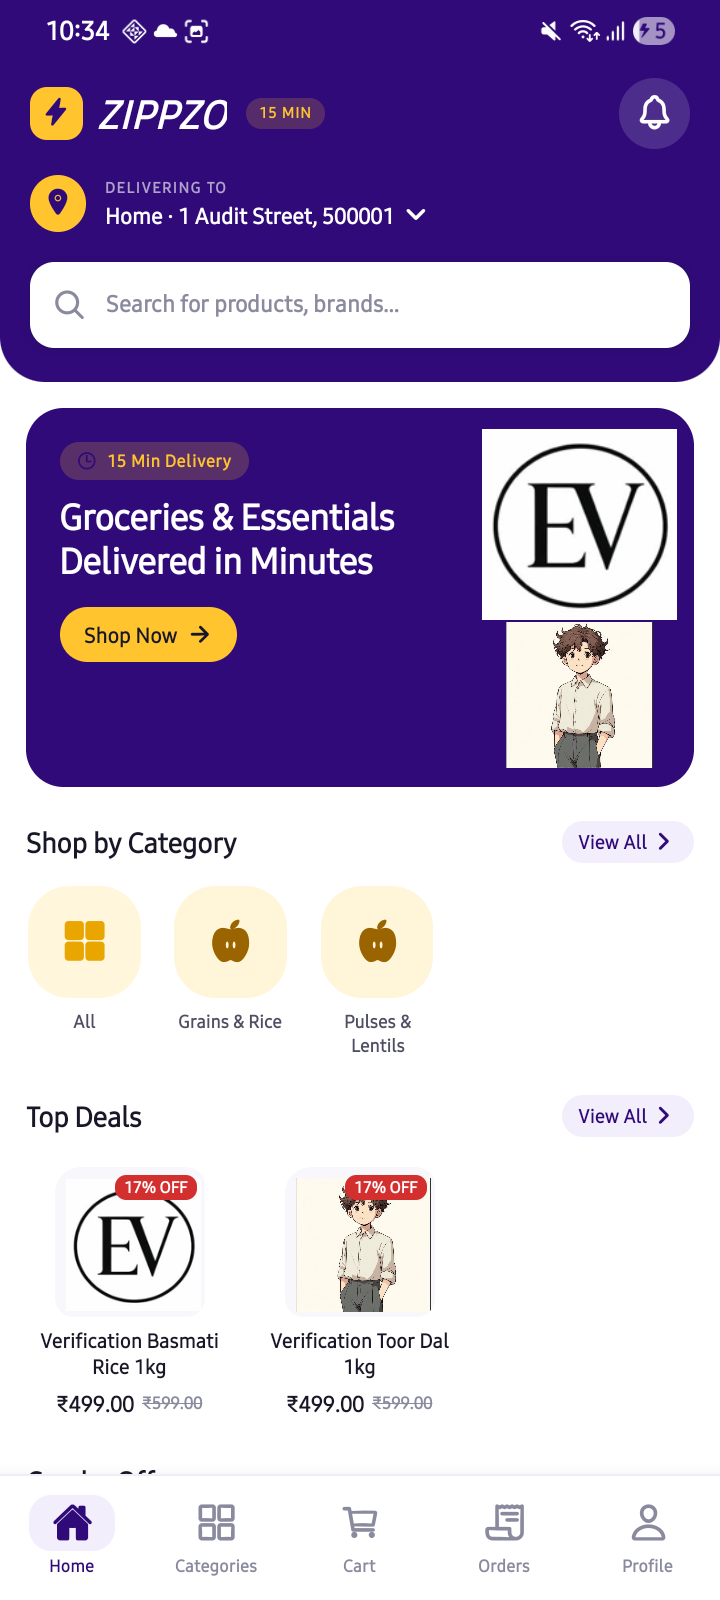 10:34
5
ZIPPZO
15 MIN
DELIVERING TO
Home · 1 Audit Street, 500001
Search for products, brands...
15 Min Delivery
Groceries & Essentials
Delivered in Minutes
Shop Now
EV
Shop by Category
View All
All
Grains & Rice
Pulses &
Lentils
Top Deals
View All
17% OFF
17% OFF
EV
Verification Basmati
Rice 1kg
₹499.00 ₹599.00
Verification Toor Dal
1kg
₹499.00 ₹599.00
Home
Categories
Cart
Orders
Profile